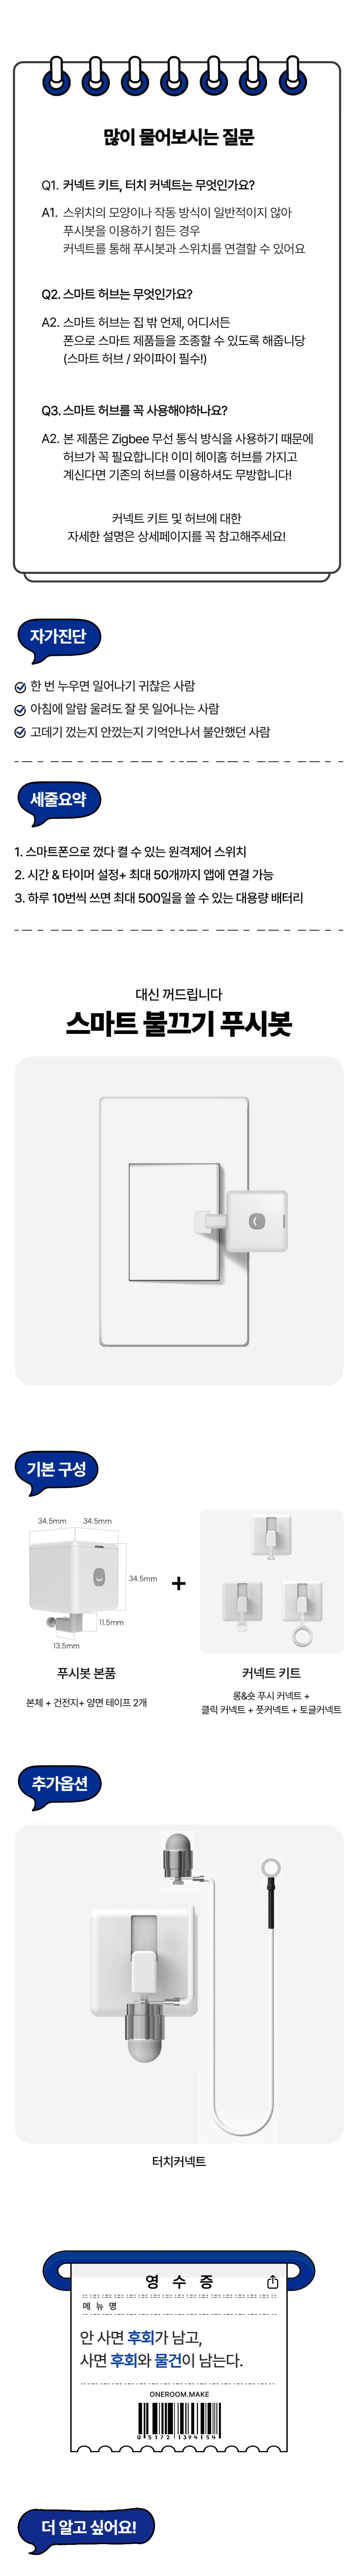 많이 물어보시는 질문
Q1. 커넥트 키트, 터치 커넥트는 무엇인가요?
A1. 스위치의 모양이나 작동 방식이 일반적이지 않아
푸시봇을 이용하기 힘든 경우
커넥트를 통해 푸시봇과 스위치를 연결할 수 있어요
Q2. 스마트 허브는 무엇인가요?
A2. 스마트 허브는 집 밖 언제, 어디서든
폰으로 스마트 제품들을 조종할 수 있도록 해줍니당
(스마트 허브 / 와이파이 필수!)
Q3. 스마트 허브를 꼭 사용해야하나요?
A2. 본 제품은 Zigbee 무선 통식 방식을 사용하기 때문에
허브가 꼭 필요합니다! 이미 헤이홈 허브를 가지고
계신다면 기존의 허브를 이용하셔도 무방합니다!
커넥트 키트 및 허브에 대한
자세한 설명은 상세페이지를 꼭 참고해주세요!
자가진단
한 번 누우면 일어나기 귀찮은 사람
아침에 알람 울려도 잘 못 일어나는 사람
고데기 껐는지 안껐는지 기억안나서 불안했던 사람
세줄요약
1. 스마트폰으로 껐다 켤 수 있는 원격제어 스위치
2. 시간 & 타이머 설정+ 최대 50개까지 앱에 연결 가능
3. 하루 10번씩 쓰면 최대 500일을 쓸 수 있는 대용량 배터리
대신 꺼드립니다
스마트 불끄기 푸시봇
기본 구성
34.5mm 34.5mm
34.5mm
11.5mm
13.5mm
+
푸시봇 본품
본체 + 건전지+ 양면 테이프 2개
커넥트 키트
롱&숏 푸시 커넥트 +
클릭 커넥트 + 풋커넥트 + 토글커넥트
추가옵션
터치커넥트
영 수 증
메 뉴 명
안 사면 후회가 남고,
사면 후회와 물건이 남는다.
ONEROOM.MAKE
0 5 1 7 2 1 3 9 4 1 5 4
더 알고 싶어요!